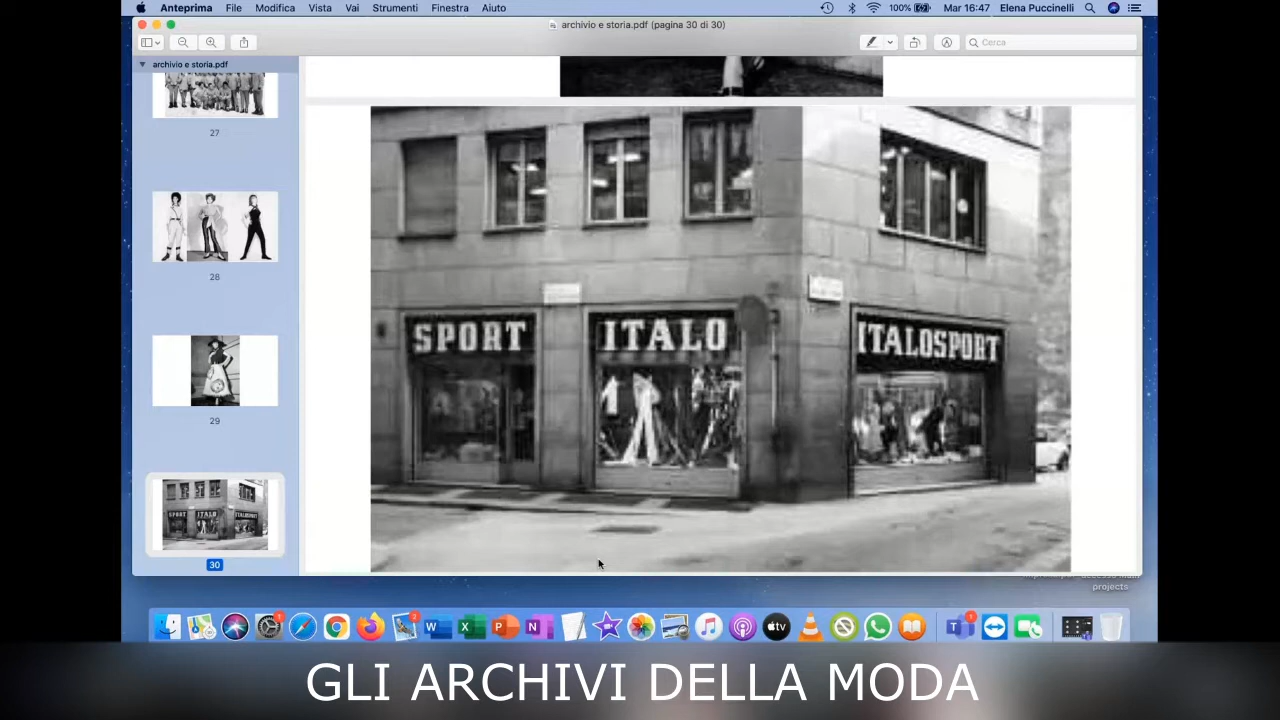 Anteprima File Modifica Vista Vai Strumenti Finestra Aiuto 100% Mar 16:47 Elena Puccinelli
archivio e storia.pdf (pagina 30 di 30)
Cerca
archivio e storia.pdf
27
28
29
30
SPORT ITALO ITALOSPORT
projects
GLI ARCHIVI DELLA MODA